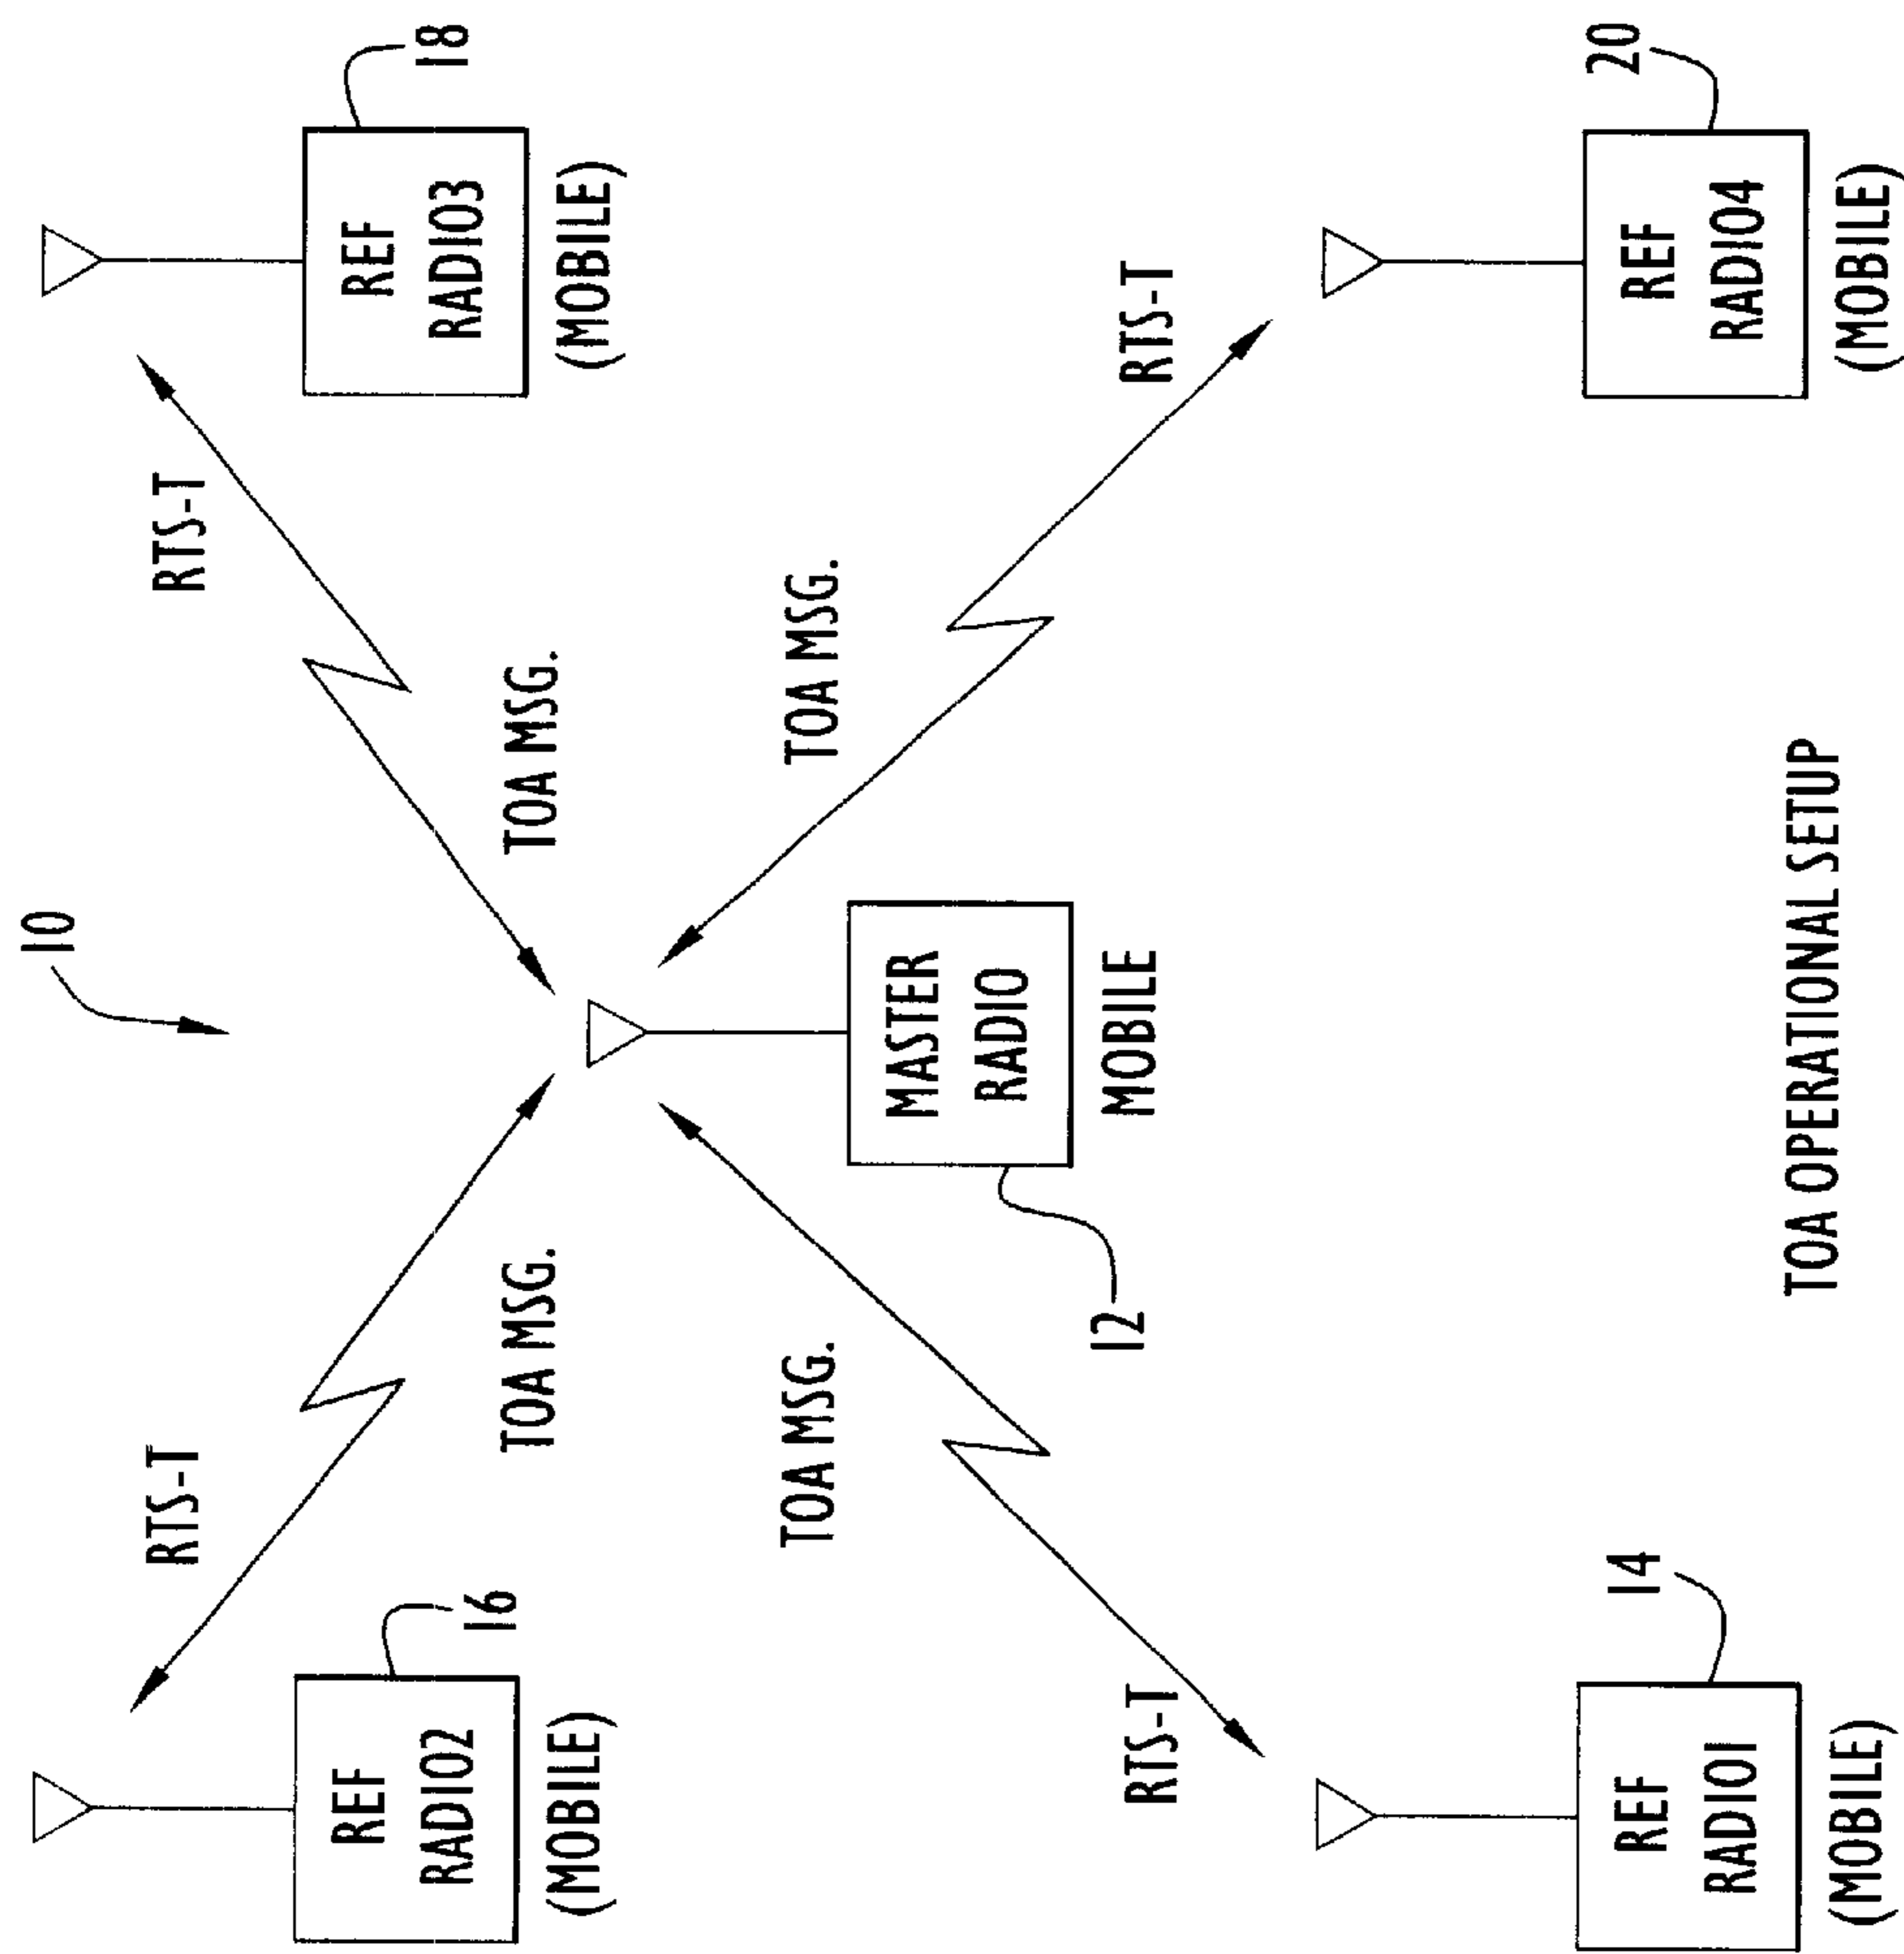 10
RTS-T
RTS-T
REF
RADIO2
(MOBILE)
16
REF
RADIO3
(MOBILE)
18
TOA MSG.
TOA MSG.
TOA MSG.
TOA MSG.
MASTER
RADIO
MOBILE
12
RTS-T
RTS-T
14
REF
RADIO1
(MOBILE)
20
REF
RADIO4
(MOBILE)
TOA OPERATIONAL SETUP